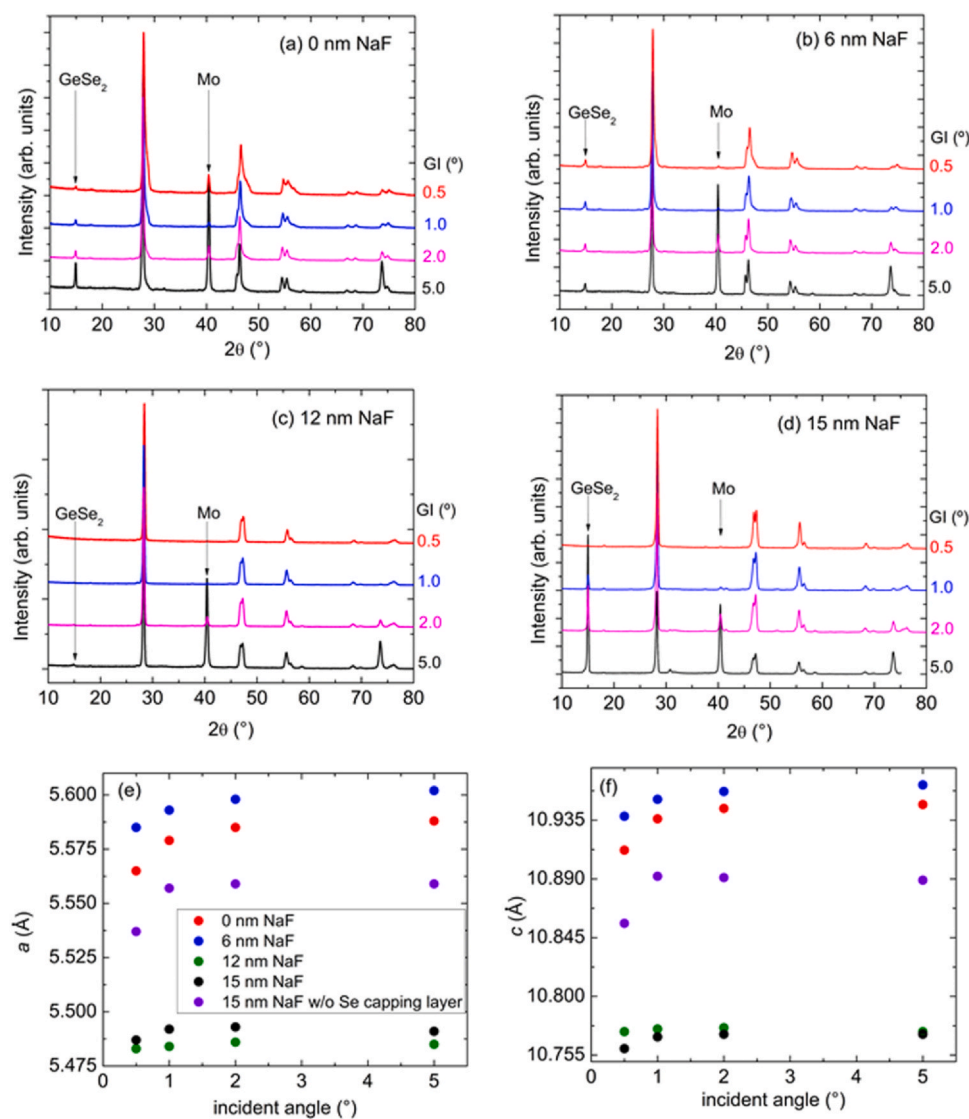 (a) 0 nm NaF
GeSe2
Mo
GI (º)
0.5
1.0
2.0
5.0
Intensity (arb. units)
10 20 30 40 50 60 70 80
2θ (°)
(b) 6 nm NaF
GeSe2
Mo
GI (º)
0.5
1.0
2.0
5.0
Intensity (arb. units)
10 20 30 40 50 60 70 80
2θ (°)
(c) 12 nm NaF
GeSe2
Mo
GI (º)
0.5
1.0
2.0
5.0
Intensity (arb. units)
10 20 30 40 50 60 70 80
2θ (°)
(d) 15 nm NaF
GeSe2
Mo
GI (º)
0.5
1.0
2.0
5.0
Intensity (arb. units)
10 20 30 40 50 60 70 80
2θ (°)
(e)
5.600
5.575
5.550
5.525
5.500
5.475
a (Å)
0 nm NaF
6 nm NaF
12 nm NaF
15 nm NaF
15 nm NaF w/o Se capping layer
0 1 2 3 4 5
incident angle (°)
(f)
10.935
10.890
10.845
10.800
10.755
c (Å)
0 1 2 3 4 5
incident angle (°)